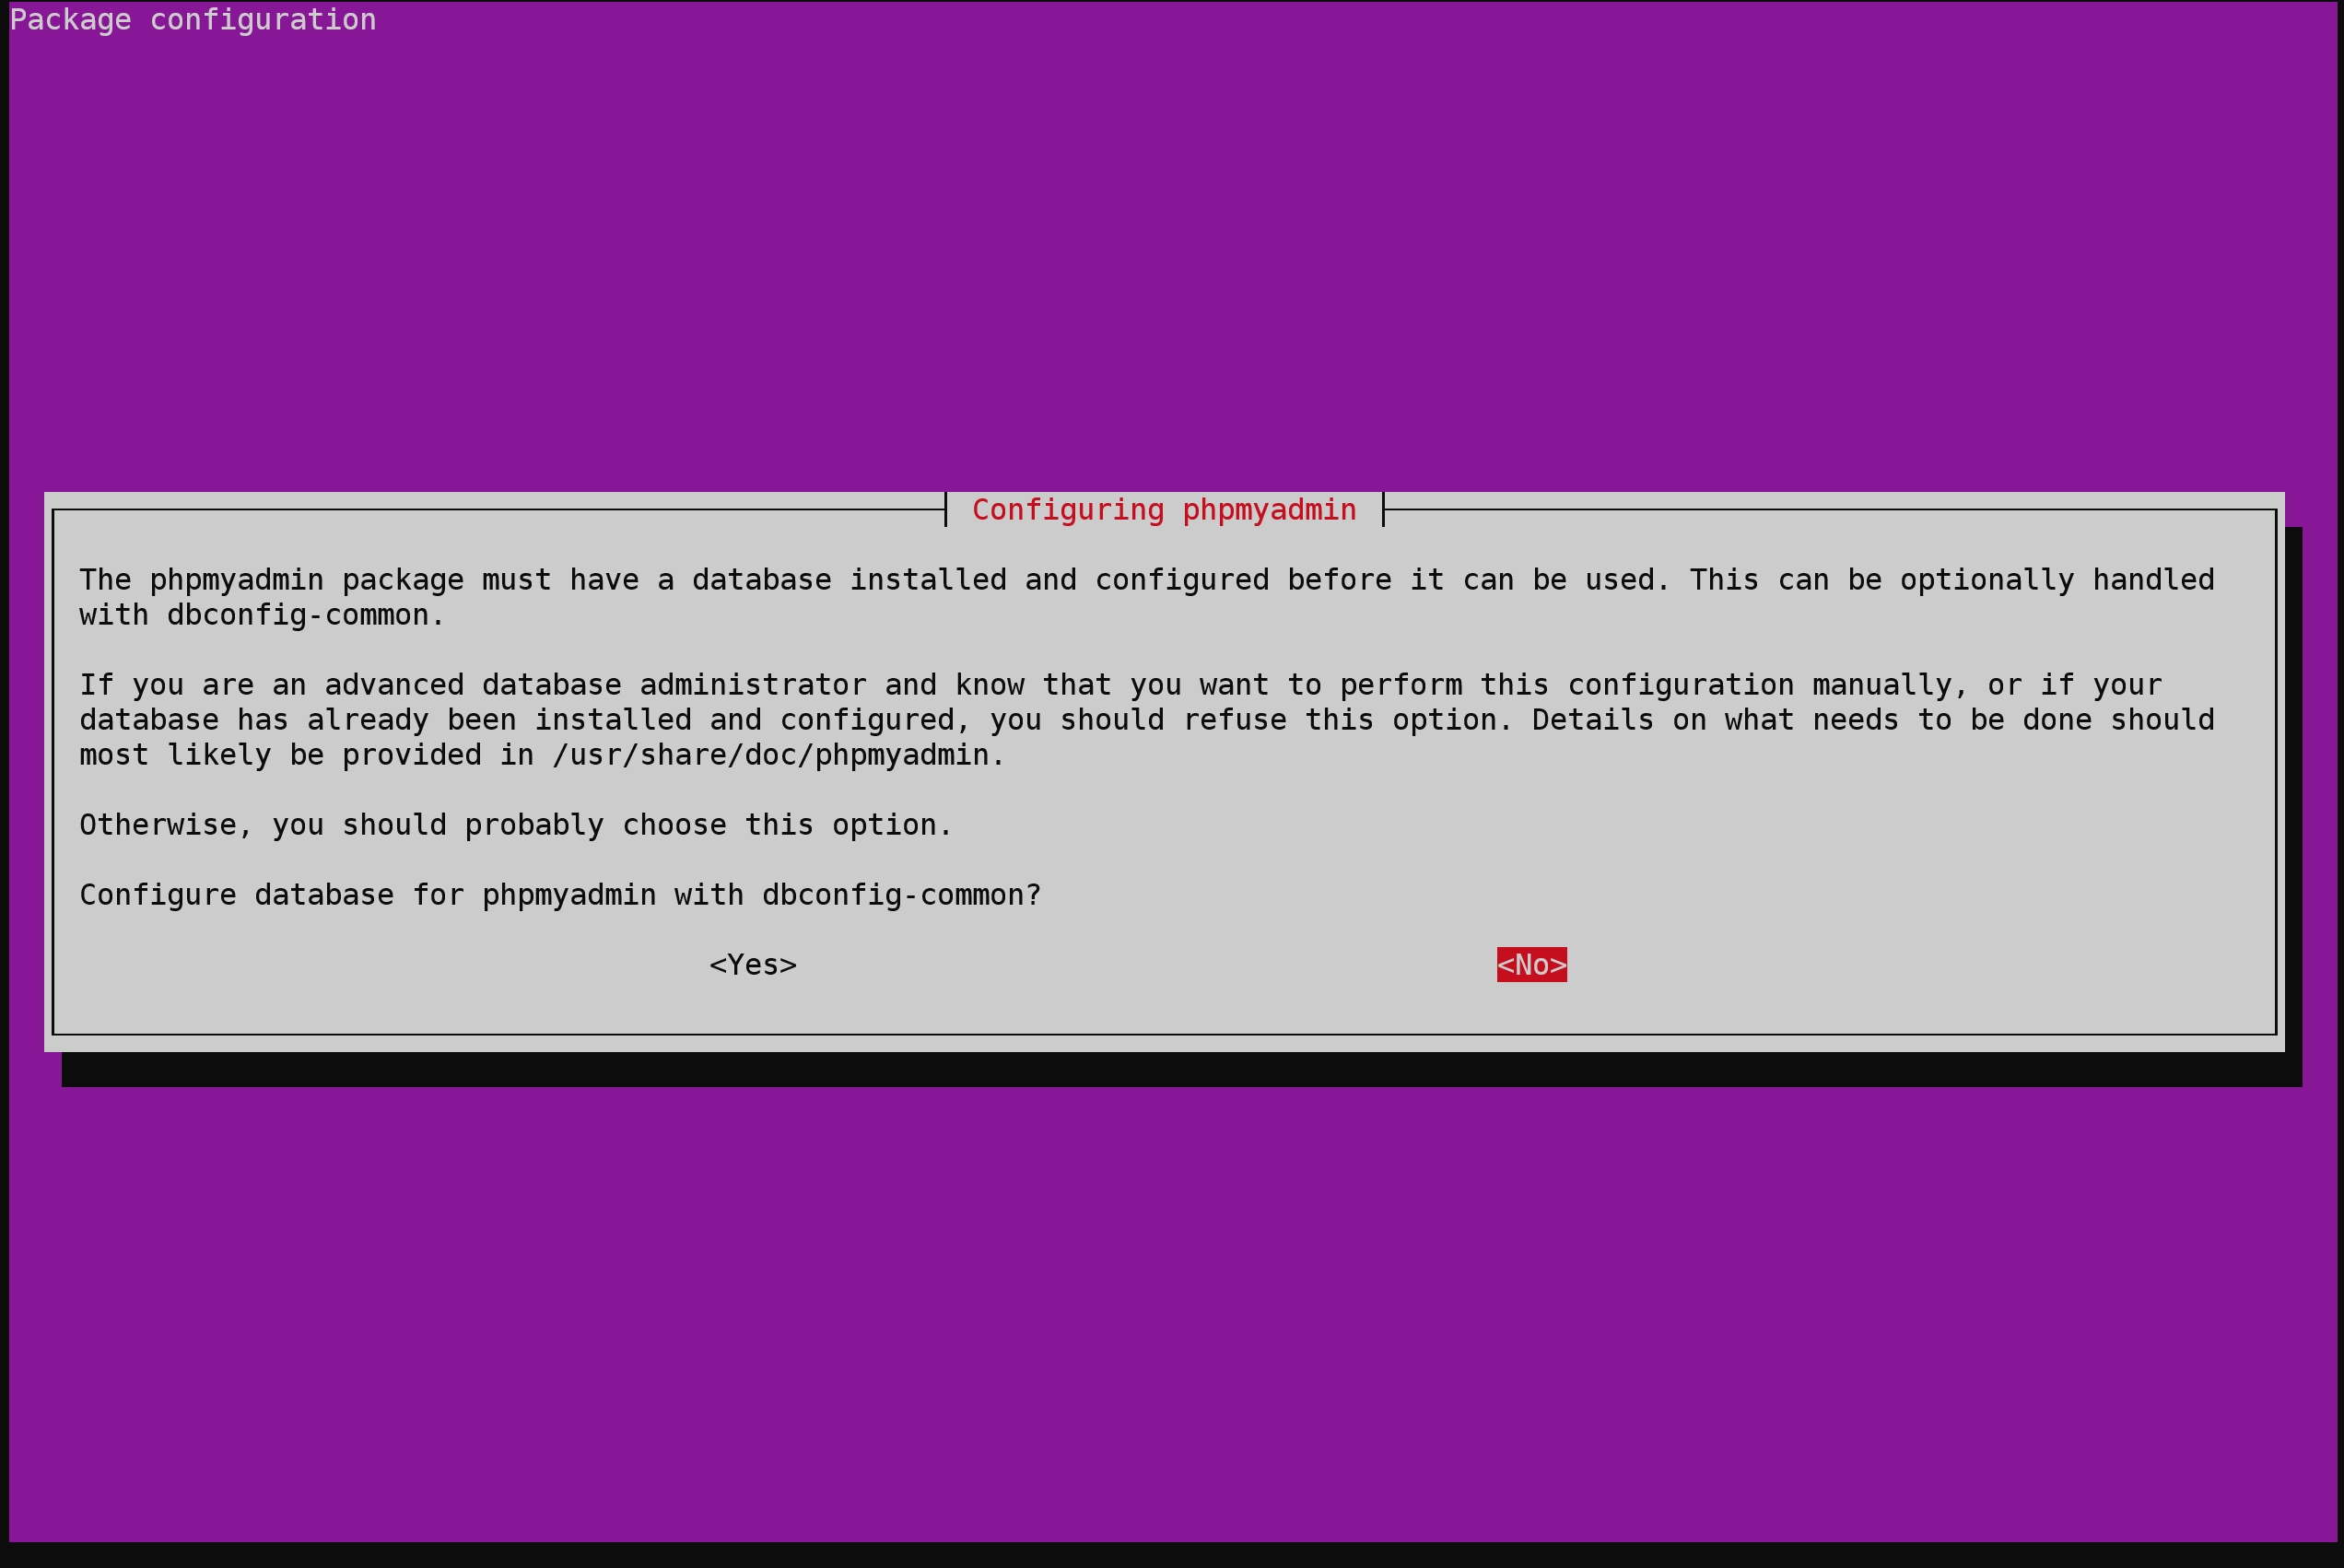 Package configuration
Configuring phpmyadmin
The phpmyadmin package must have a database installed and configured before it can be used. This can be optionally handled
with dbconfig-common.
If you are an advanced database administrator and know that you want to perform this configuration manually, or if your
database has already been installed and configured, you should refuse this option. Details on what needs to be done should
most likely be provided in /usr/share/doc/phpmyadmin.
Otherwise, you should probably choose this option.
Configure database for phpmyadmin with dbconfig-common?
<Yes> <No>